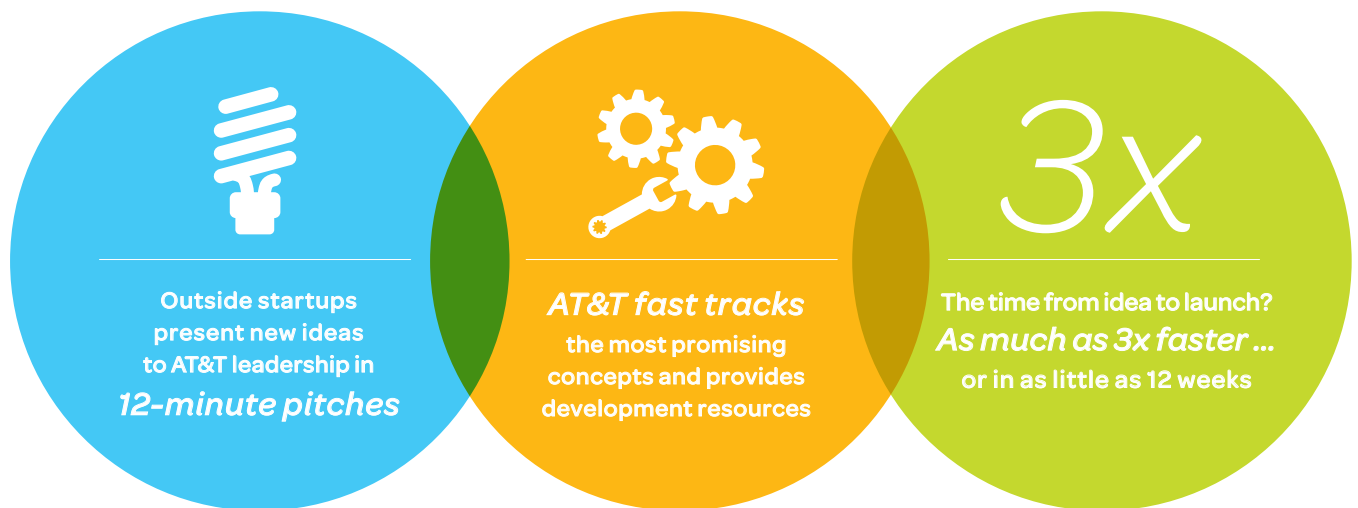 Outside startups
present new ideas
to AT&T leadership in
12-minute pitches
AT&T fast tracks
the most promising
concepts and provides
development resources
3x
The time from idea to launch?
As much as 3x faster ...
or in as little as 12 weeks